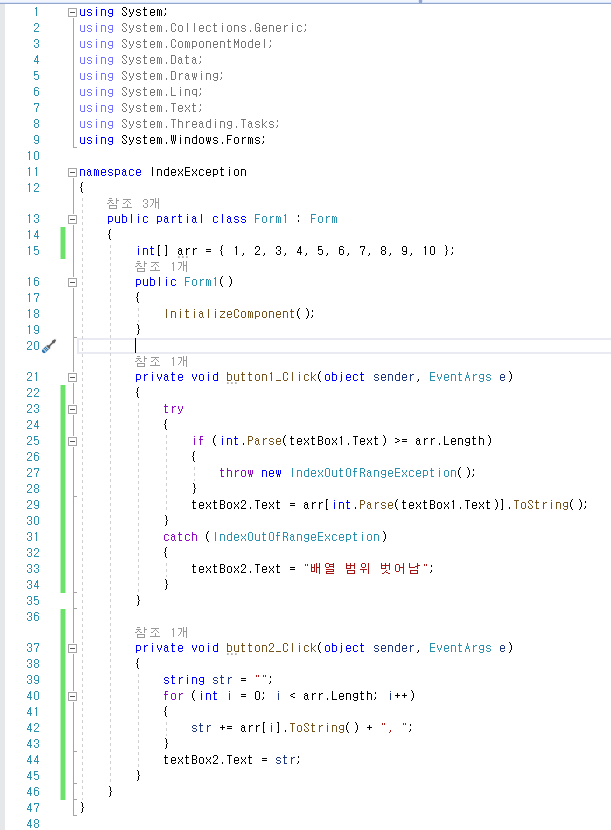 1 using System;
2 using System.Collections.Generic;
3 using System.ComponentModel;
4 using System.Data;
5 using System.Drawing;
6 using System.Linq;
7 using System.Text;
8 using System.Threading.Tasks;
9 using System.Windows.Forms;
10
11 namespace IndexException
12 {
참조 3개
13 public partial class Form1 : Form
14 {
15 int[] arr = { 1, 2, 3, 4, 5, 6, 7, 8, 9, 10 };
참조 1개
16 public Form1()
17 {
18 InitializeComponent();
19 }
20
참조 1개
21 private void button1_Click(object sender, EventArgs e)
22 {
23 try
24 {
25 if (int.Parse(textBox1.Text) >= arr.Length)
26 {
27 throw new IndexOutOfRangeException();
28 }
29 textBox2.Text = arr[int.Parse(textBox1.Text)].ToString();
30 }
31 catch (IndexOutOfRangeException)
32 {
33 textBox2.Text = "배열 범위 벗어남";
34 }
35 }
36
참조 1개
37 private void button2_Click(object sender, EventArgs e)
38 {
39 string str = "";
40 for (int i = 0; i < arr.Length; i++)
41 {
42 str += arr[i].ToString() + ", ";
43 }
44 textBox2.Text = str;
45 }
46 }
47 }
48